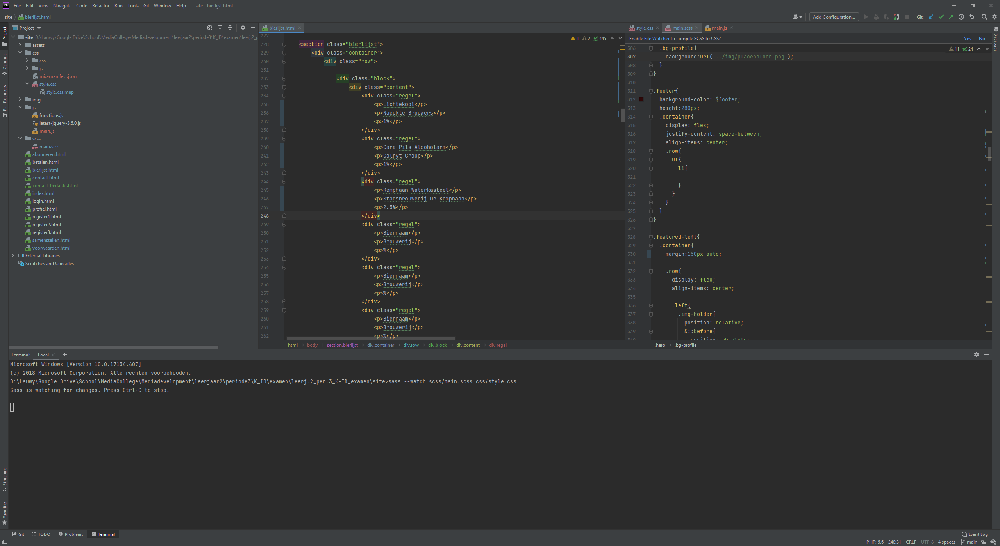 PS File Edit View Navigate Code Refactor Run Tools Git Window Help site - bierlijst.html
site bierlijst.html Add Configuration... Git:
Project
bierlijst.html
style.css main.scss main.js
site D:\Lauwy\Google Drive\School\MediaCollege\Mediadevelopment\leerjaar2\periode3\K_ID\examen\leerj.2_p
assets
css
css
js
mix-manifest.json
style.css
style.css.map
img
js
functions.js
latest-jquery-3.6.0.js
main.js
scss
main.scss
abonneren.html
betalen.html
bierlijst.html
contact.html
contact_bedankt.html
index.html
login.html
profiel.html
register1.html
register2.html
register3.html
samenstellen.html
voorwaarden.html
External Libraries
Scratches and Consoles
Project
Commit
Pull Requests
Structure
Favorites
1 2 445
227
228 <section class="bierlijst">
229 <div class="container">
230 <div class="row">
231
232 <div class="block">
233 <div class="content">
234 <div class="regel">
235 <p>Lichtekooi</p>
236 <p>Naeckte Brouwers</p>
237 <p>1%</p>
238 </div>
239 <div class="regel">
240 <p>Cara Pils Alcoholarm</p>
241 <p>Colryt Group</p>
242 <p>1%</p>
243 </div>
244 <div class="regel">
245 <p>Kemphaan Waterkasteel</p>
246 <p>Stadsbrouwerij De Kemphaan</p>
247 <p>2.5%</p>
248 </div>
249 <div class="regel">
250 <p>Biernaam</p>
251 <p>Brouwerij</p>
252 <p>%</p>
253 </div>
254 <div class="regel">
255 <p>Biernaam</p>
256 <p>Brouwerij</p>
257 <p>%</p>
258 </div>
259 <div class="regel">
260 <p>Biernaam</p>
261 <p>Brouwerij</p>
262 <p>%</p>
html body section.bierlijst div.container div.row div.block div.content div.regel
Enable File Watcher to compile SCSS to CSS? Yes No
11 24
306 .bg-profile{
307 background:url('../img/placeholder.png');
308 }
309 }
310
311 .footer{
312 background-color: $footer;
313 height:280px;
314 .container{
315 display: flex;
316 justify-content: space-between;
317 align-items: center;
318 .row{
319 ul{
320 li{
321
322 }
323 }
324 }
325 }
326 }
327
328 .featured-left{
329 .container{
330 margin:150px auto;
331
332 .row{
333 display: flex;
334 align-items: center;
335
336 .left{
337 .img-holder{
338 position: relative;
339 &::before{
340 position: absolute;
.hero .bg-profile
Database
Terminal: Local +
Microsoft Windows [Version 10.0.17134.407]
(c) 2018 Microsoft Corporation. Alle rechten voorbehouden.
D:\Lauwy\Google Drive\School\MediaCollege\Mediadevelopment\leerjaar2\periode3\K_ID\examen\leerj.2_per.3_K-ID_examen\site>sass --watch scss/main.scss css/style.css
Sass is watching for changes. Press Ctrl-C to stop.
Git TODO Problems Terminal Event Log
PHP: 5.6 248:31 CRLF UTF-8 4 spaces main